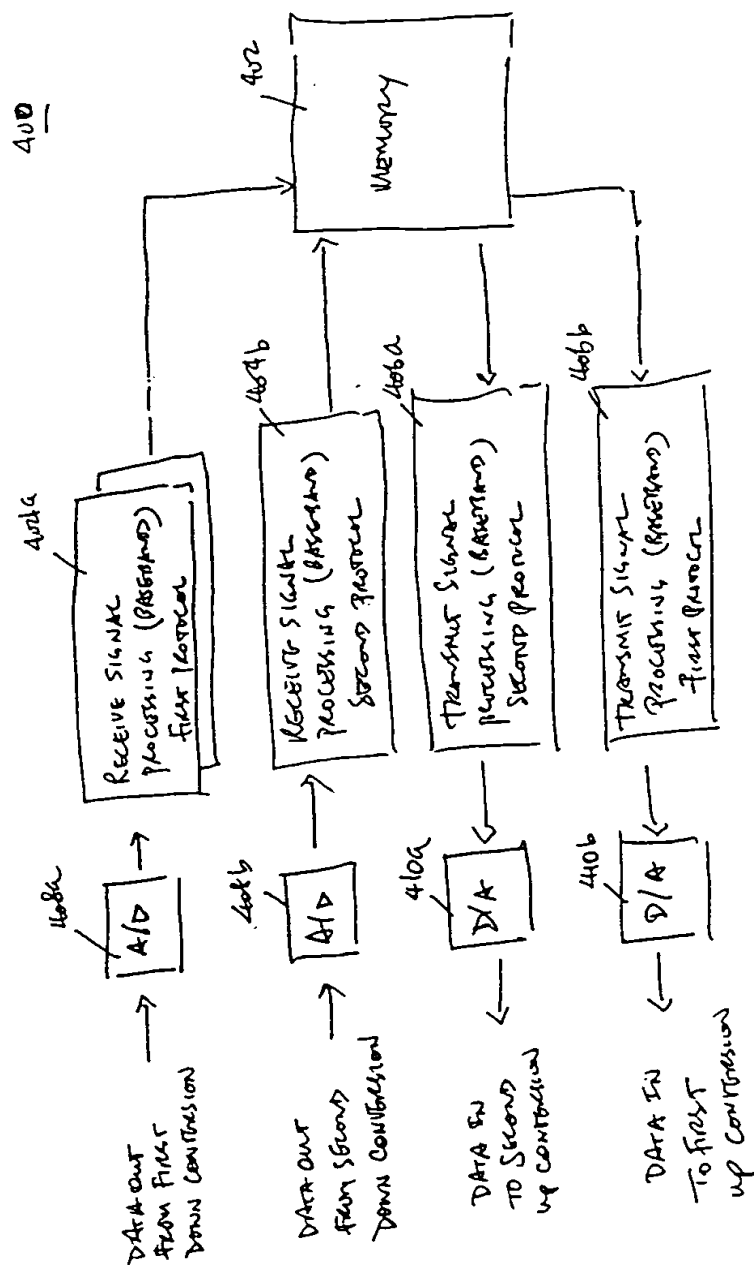 400
DATA OUT
FROM FIRST
DOWN CONVERSION
408a
A/D
404a
RECEIVE SIGNAL
PROCESSING (BASEBAND)
FIRST PROTOCOL
402
MEMORY
DATA OUT
FROM SECOND
DOWN CONVERSION
408b
A/D
404b
RECEIVE SIGNAL
PROCESSING (BASEBAND)
SECOND PROTOCOL
DATA IN
TO SECOND
UP CONVERSION
410a
D/A
406a
TRANSMIT SIGNAL
PROCESSING (BASEBAND)
SECOND PROTOCOL
DATA IN
TO FIRST
UP CONVERSION
410b
D/A
406b
TRANSMIT SIGNAL
PROCESSING (BASEBAND)
FIRST PROTOCOL